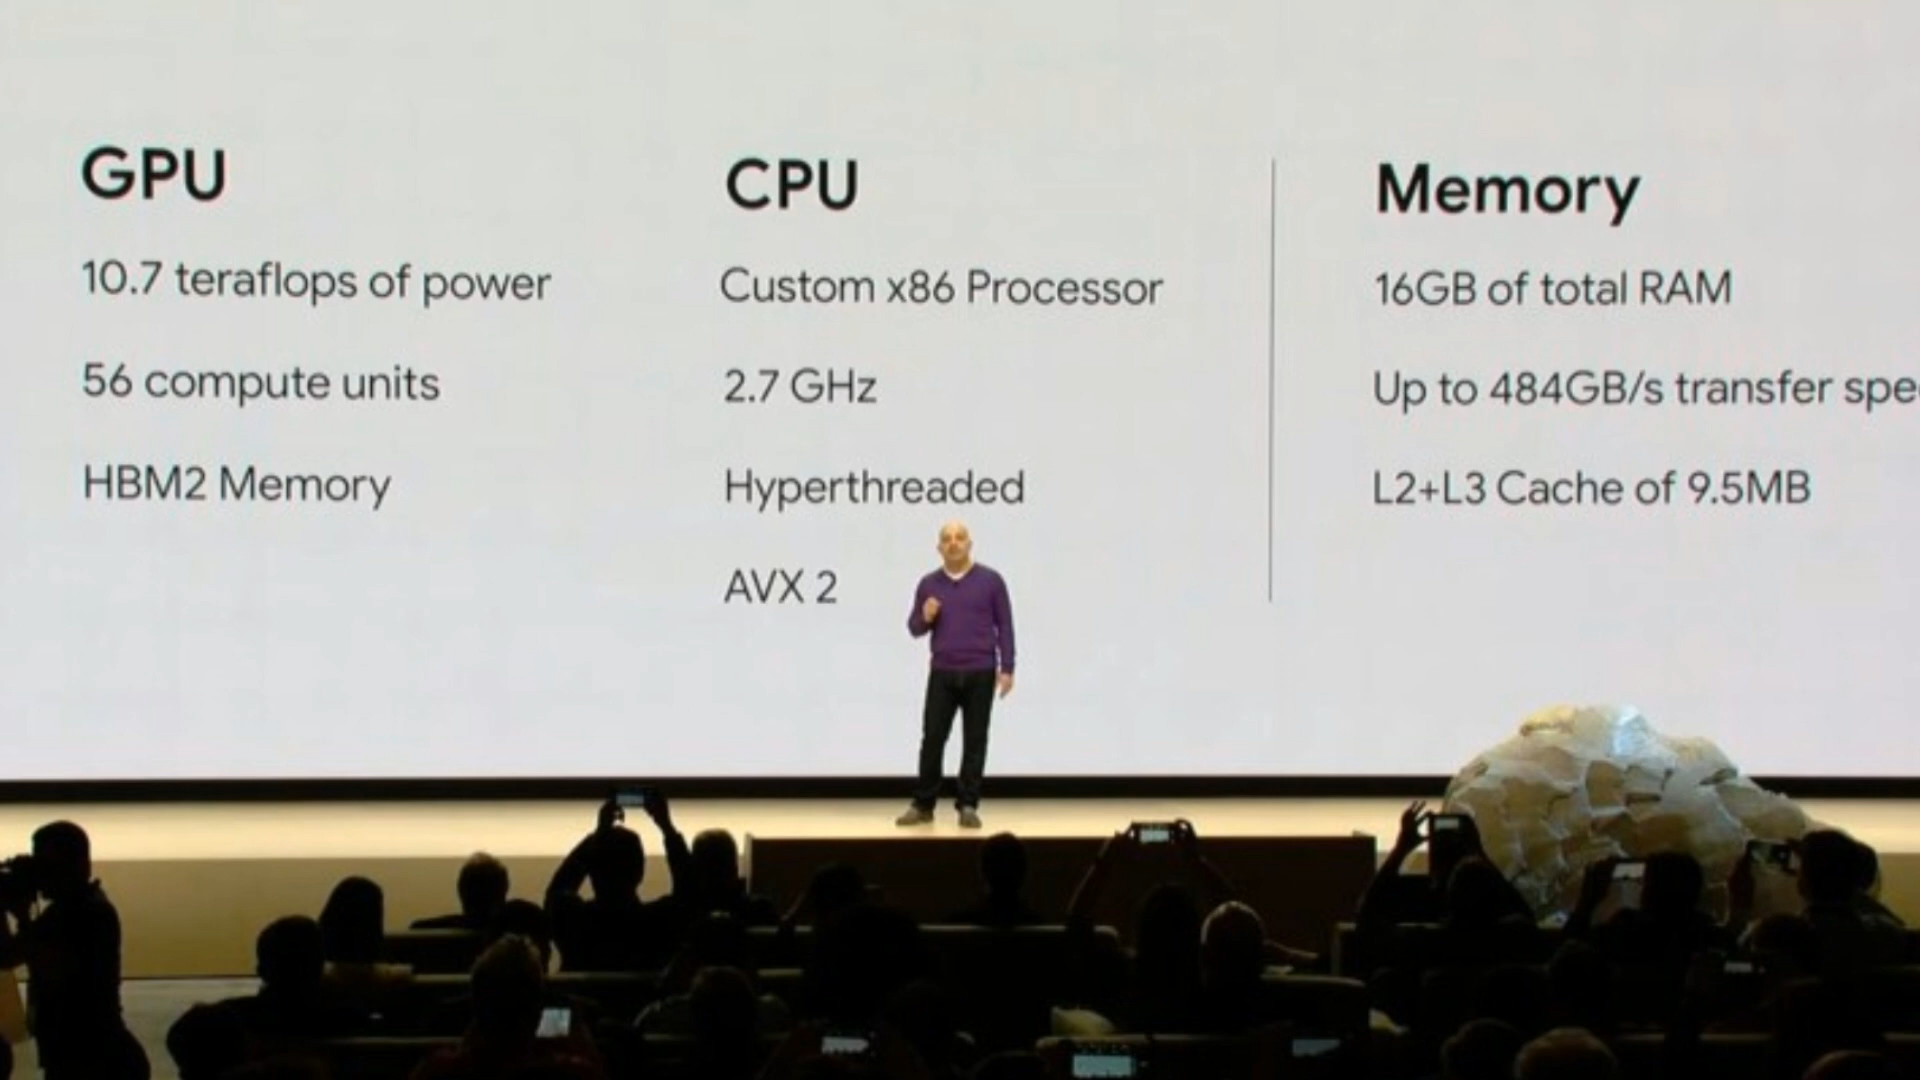 GPU
10.7 teraflops of power
56 compute units
HBM2 Memory
CPU
Custom x86 Processor
2.7 GHz
Hyperthreaded
AVX 2
Memory
16GB of total RAM
Up to 484GB/s transfer spe
L2+L3 Cache of 9.5MB